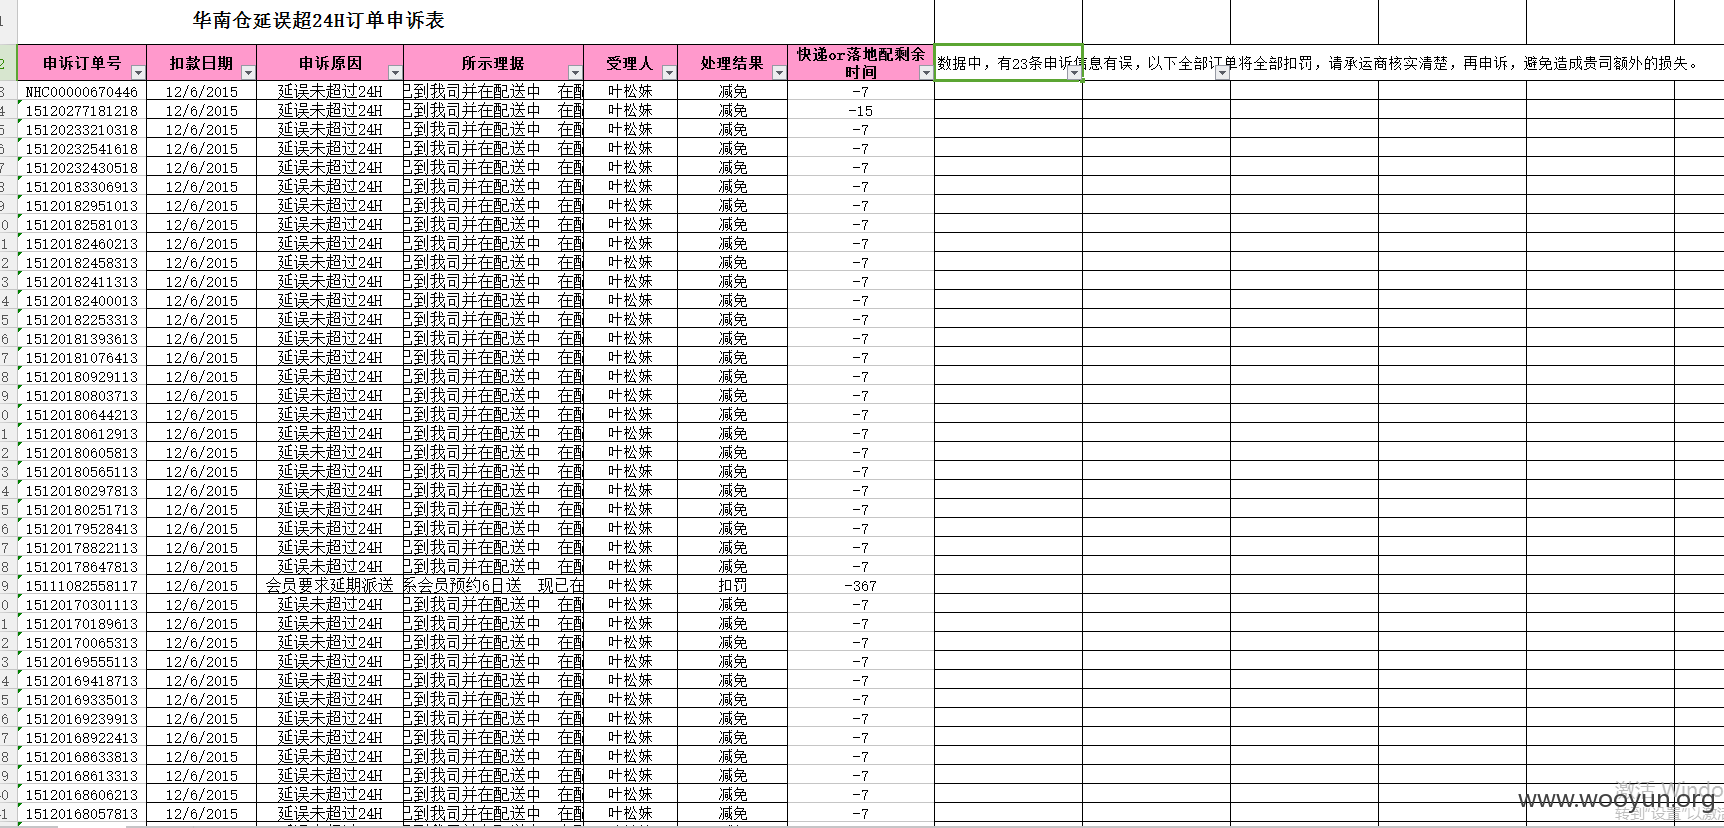 华南仓延误超24H订单申诉表
申诉订单号 扣款日期 申诉原因 所示理据 受理人 处理结果 快递or落地配剩余时间 数据中，有23条申诉信息有误，以下全部订单将全部扣罚，请承运商核实清楚，再申诉，避免造成贵司额外的损失。
NHC00000670446 12/6/2015 延误未超过24H 已到我司并在配送中 在配 叶松妹 减免 -7
15120277181218 12/6/2015 延误未超过24H 已到我司并在配送中 在配 叶松妹 减免 -15
15120233210318 12/6/2015 延误未超过24H 已到我司并在配送中 在配 叶松妹 减免 -7
15120232541618 12/6/2015 延误未超过24H 已到我司并在配送中 在配 叶松妹 减免 -7
15120232430518 12/6/2015 延误未超过24H 已到我司并在配送中 在配 叶松妹 减免 -7
15120183306913 12/6/2015 延误未超过24H 已到我司并在配送中 在配 叶松妹 减免 -7
15120182951013 12/6/2015 延误未超过24H 已到我司并在配送中 在配 叶松妹 减免 -7
15120182581013 12/6/2015 延误未超过24H 已到我司并在配送中 在配 叶松妹 减免 -7
15120182460213 12/6/2015 延误未超过24H 已到我司并在配送中 在配 叶松妹 减免 -7
15120182458313 12/6/2015 延误未超过24H 已到我司并在配送中 在配 叶松妹 减免 -7
15120182411313 12/6/2015 延误未超过24H 已到我司并在配送中 在配 叶松妹 减免 -7
15120182400013 12/6/2015 延误未超过24H 已到我司并在配送中 在配 叶松妹 减免 -7
15120182253313 12/6/2015 延误未超过24H 已到我司并在配送中 在配 叶松妹 减免 -7
15120181393613 12/6/2015 延误未超过24H 已到我司并在配送中 在配 叶松妹 减免 -7
15120181076413 12/6/2015 延误未超过24H 已到我司并在配送中 在配 叶松妹 减免 -7
15120180929113 12/6/2015 延误未超过24H 已到我司并在配送中 在配 叶松妹 减免 -7
15120180803713 12/6/2015 延误未超过24H 已到我司并在配送中 在配 叶松妹 减免 -7
15120180644213 12/6/2015 延误未超过24H 已到我司并在配送中 在配 叶松妹 减免 -7
15120180612913 12/6/2015 延误未超过24H 已到我司并在配送中 在配 叶松妹 减免 -7
15120180605813 12/6/2015 延误未超过24H 已到我司并在配送中 在配 叶松妹 减免 -7
15120180565113 12/6/2015 延误未超过24H 已到我司并在配送中 在配 叶松妹 减免 -7
15120180297813 12/6/2015 延误未超过24H 已到我司并在配送中 在配 叶松妹 减免 -7
15120180251713 12/6/2015 延误未超过24H 已到我司并在配送中 在配 叶松妹 减免 -7
15120179528413 12/6/2015 延误未超过24H 已到我司并在配送中 在配 叶松妹 减免 -7
15120178822113 12/6/2015 延误未超过24H 已到我司并在配送中 在配 叶松妹 减免 -7
15120178647813 12/6/2015 延误未超过24H 已到我司并在配送中 在配 叶松妹 减免 -7
15111082558117 12/6/2015 会员要求延期派送 系会员预约6日送 现已在 叶松妹 扣罚 -367
15120170301113 12/6/2015 延误未超过24H 已到我司并在配送中 在配 叶松妹 减免 -7
15120170189613 12/6/2015 延误未超过24H 已到我司并在配送中 在配 叶松妹 减免 -7
15120170065313 12/6/2015 延误未超过24H 已到我司并在配送中 在配 叶松妹 减免 -7
15120169555113 12/6/2015 延误未超过24H 已到我司并在配送中 在配 叶松妹 减免 -7
15120169418713 12/6/2015 延误未超过24H 已到我司并在配送中 在配 叶松妹 减免 -7
15120169335013 12/6/2015 延误未超过24H 已到我司并在配送中 在配 叶松妹 减免 -7
15120169239913 12/6/2015 延误未超过24H 已到我司并在配送中 在配 叶松妹 减免 -7
15120168922413 12/6/2015 延误未超过24H 已到我司并在配送中 在配 叶松妹 减免 -7
15120168633813 12/6/2015 延误未超过24H 已到我司并在配送中 在配 叶松妹 减免 -7
15120168613313 12/6/2015 延误未超过24H 已到我司并在配送中 在配 叶松妹 减免 -7
15120168606213 12/6/2015 延误未超过24H 已到我司并在配送中 在配 叶松妹 减免 -7
15120168057813 12/6/2015 延误未超过24H 已到我司并在配送中 在配 叶松妹 减免 -7
激活 Windo
www.wooyun.org
转到"设置"以激活